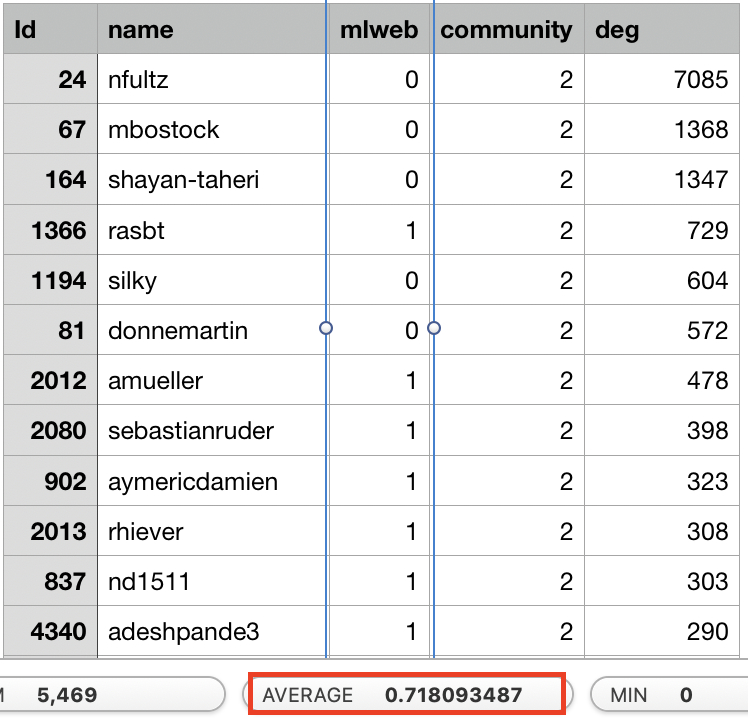 Id name mlweb community deg
24 nfultz 0 2 7085
67 mbostock 0 2 1368
164 shayan-taheri 0 2 1347
1366 rasbt 1 2 729
1194 silky 0 2 604
81 donnemartin 0 2 572
2012 amueller 1 2 478
2080 sebastianruder 1 2 398
902 aymericdamien 1 2 323
2013 rhiever 1 2 308
837 nd1511 1 2 303
4340 adeshpande3 1 2 290
M 5,469 AVERAGE 0.718093487 MIN 0